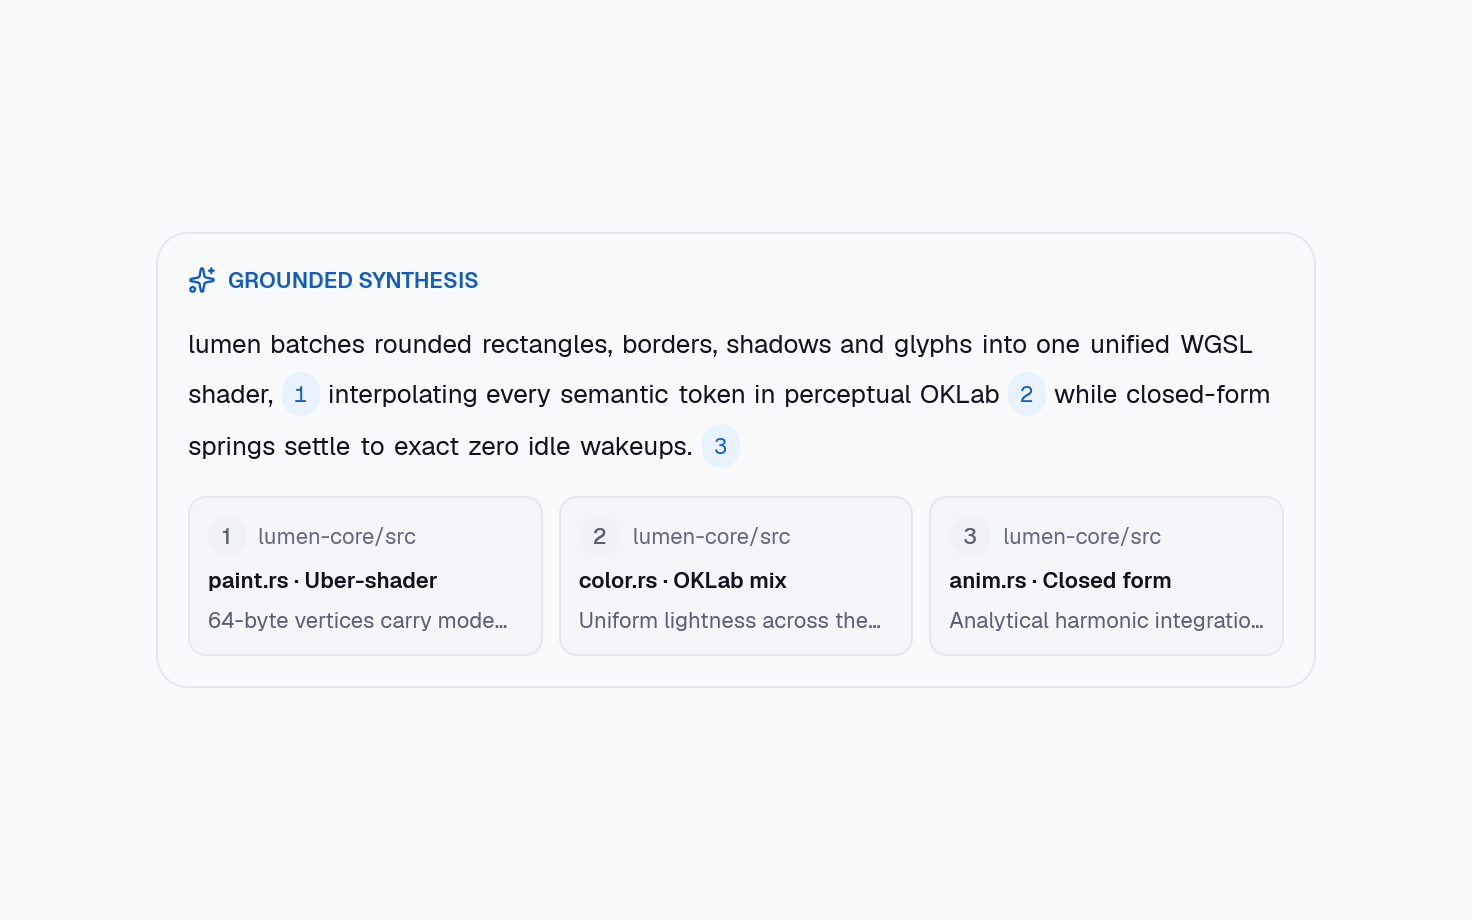 GROUNDED SYNTHESIS
lumen batches rounded rectangles, borders, shadows and glyphs into one unified WGSL
shader, 1 interpolating every semantic token in perceptual OKLab 2 while closed-form
springs settle to exact zero idle wakeups. 3
1 lumen-core/src
paint.rs · Uber-shader
64-byte vertices carry mode…
2 lumen-core/src
color.rs · OKLab mix
Uniform lightness across the…
3 lumen-core/src
anim.rs · Closed form
Analytical harmonic integratio…